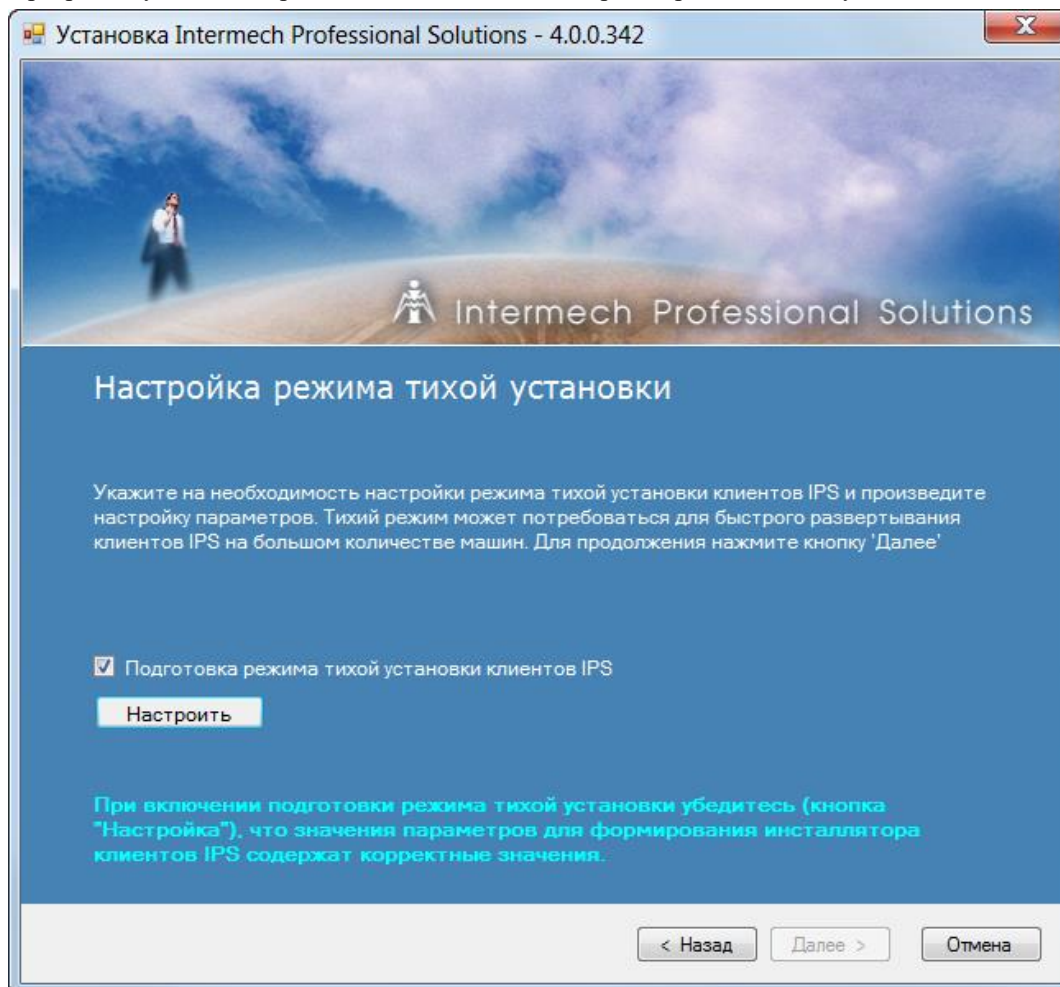 Установка Intermech Professional Solutions - 4.0.0.342
Intermech Professional Solutions
Настройка режима тихой установки
Укажите на необходимость настройки режима тихой установки клиентов IPS и произведите
настройку параметров. Тихий режим может потребоваться для быстрого развертывания
клиентов IPS на большом количестве машин. Для продолжения нажмите кнопку 'Далее'
Подготовка режима тихой установки клиентов IPS
Настроить
При включении подготовки режима тихой установки убедитесь (кнопка
"Настройка"), что значения параметров для формирования инсталлятора
клиентов IPS содержат корректные значения.
< Назад Далее > Отмена